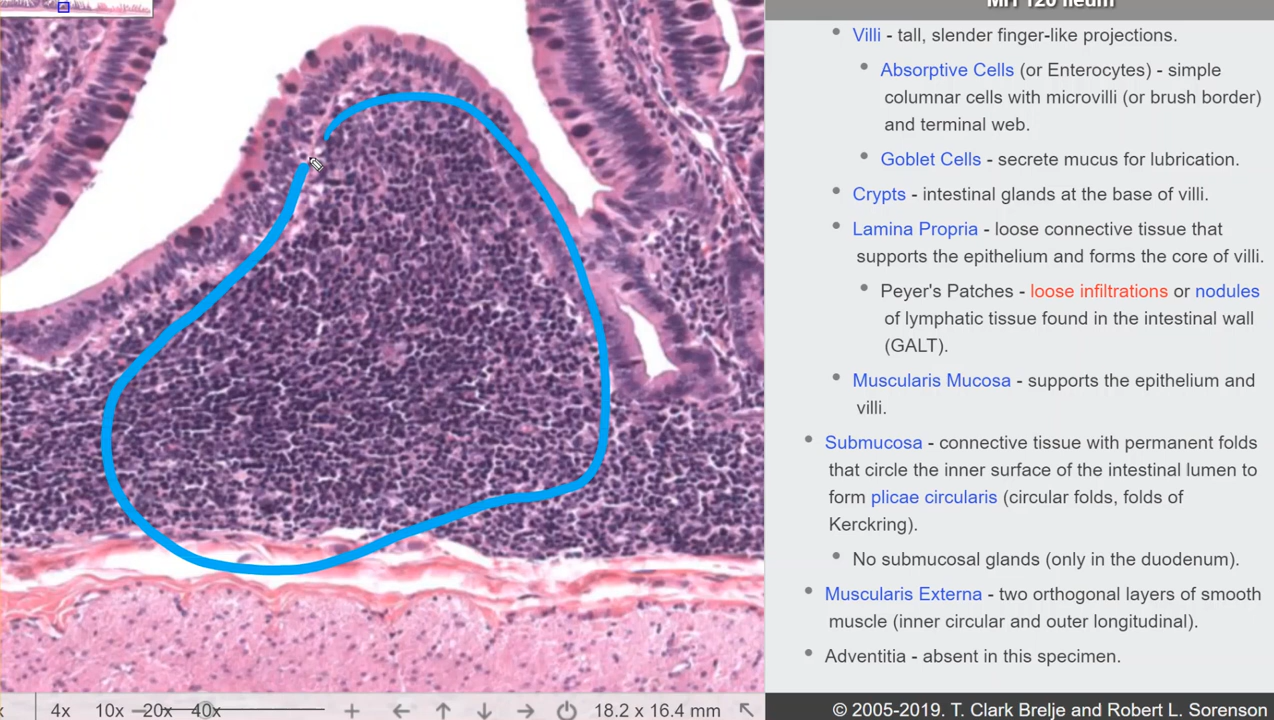 MH 120 Ileum
Villi - tall, slender finger-like projections.
Absorptive Cells (or Enterocytes) - simple
columnar cells with microvilli (or brush border)
and terminal web.
Goblet Cells - secrete mucus for lubrication.
Crypts - intestinal glands at the base of villi.
Lamina Propria - loose connective tissue that
supports the epithelium and forms the core of villi.
Peyer's Patches - loose infiltrations or nodules
of lymphatic tissue found in the intestinal wall
(GALT).
Muscularis Mucosa - supports the epithelium and
villi.
Submucosa - connective tissue with permanent folds
that circle the inner surface of the intestinal lumen to
form plicae circularis (circular folds, folds of
Kerckring).
No submucosal glands (only in the duodenum).
Muscularis Externa - two orthogonal layers of smooth
muscle (inner circular and outer longitudinal).
Adventitia - absent in this specimen.
x 4x 10x 20x 40x 18.2 x 16.4 mm
© 2005-2019. T. Clark Brelje and Robert L. Sorenson